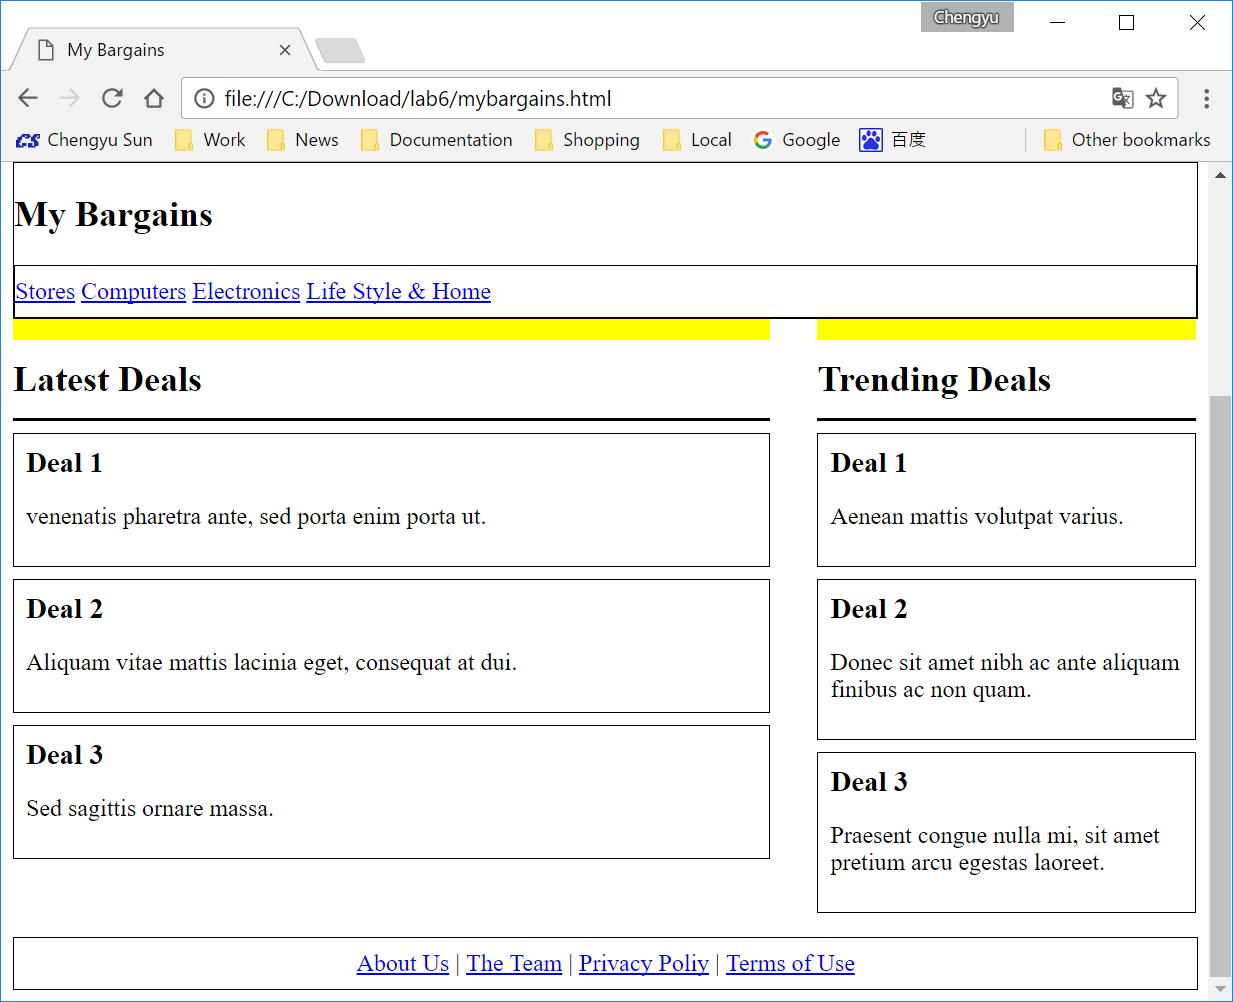 Chengyu
My Bargains
file:///C:/Download/lab6/mybargains.html
CS Chengyu Sun Work News Documentation Shopping Local Google 百度 Other bookmarks
My Bargains
Stores Computers Electronics Life Style & Home
Latest Deals
Deal 1
venenatis pharetra ante, sed porta enim porta ut.
Deal 2
Aliquam vitae mattis lacinia eget, consequat at dui.
Deal 3
Sed sagittis ornare massa.
Trending Deals
Deal 1
Aenean mattis volutpat varius.
Deal 2
Donec sit amet nibh ac ante aliquam
finibus ac non quam.
Deal 3
Praesent congue nulla mi, sit amet
pretium arcu egestas laoreet.
About Us | The Team | Privacy Poliy | Terms of Use